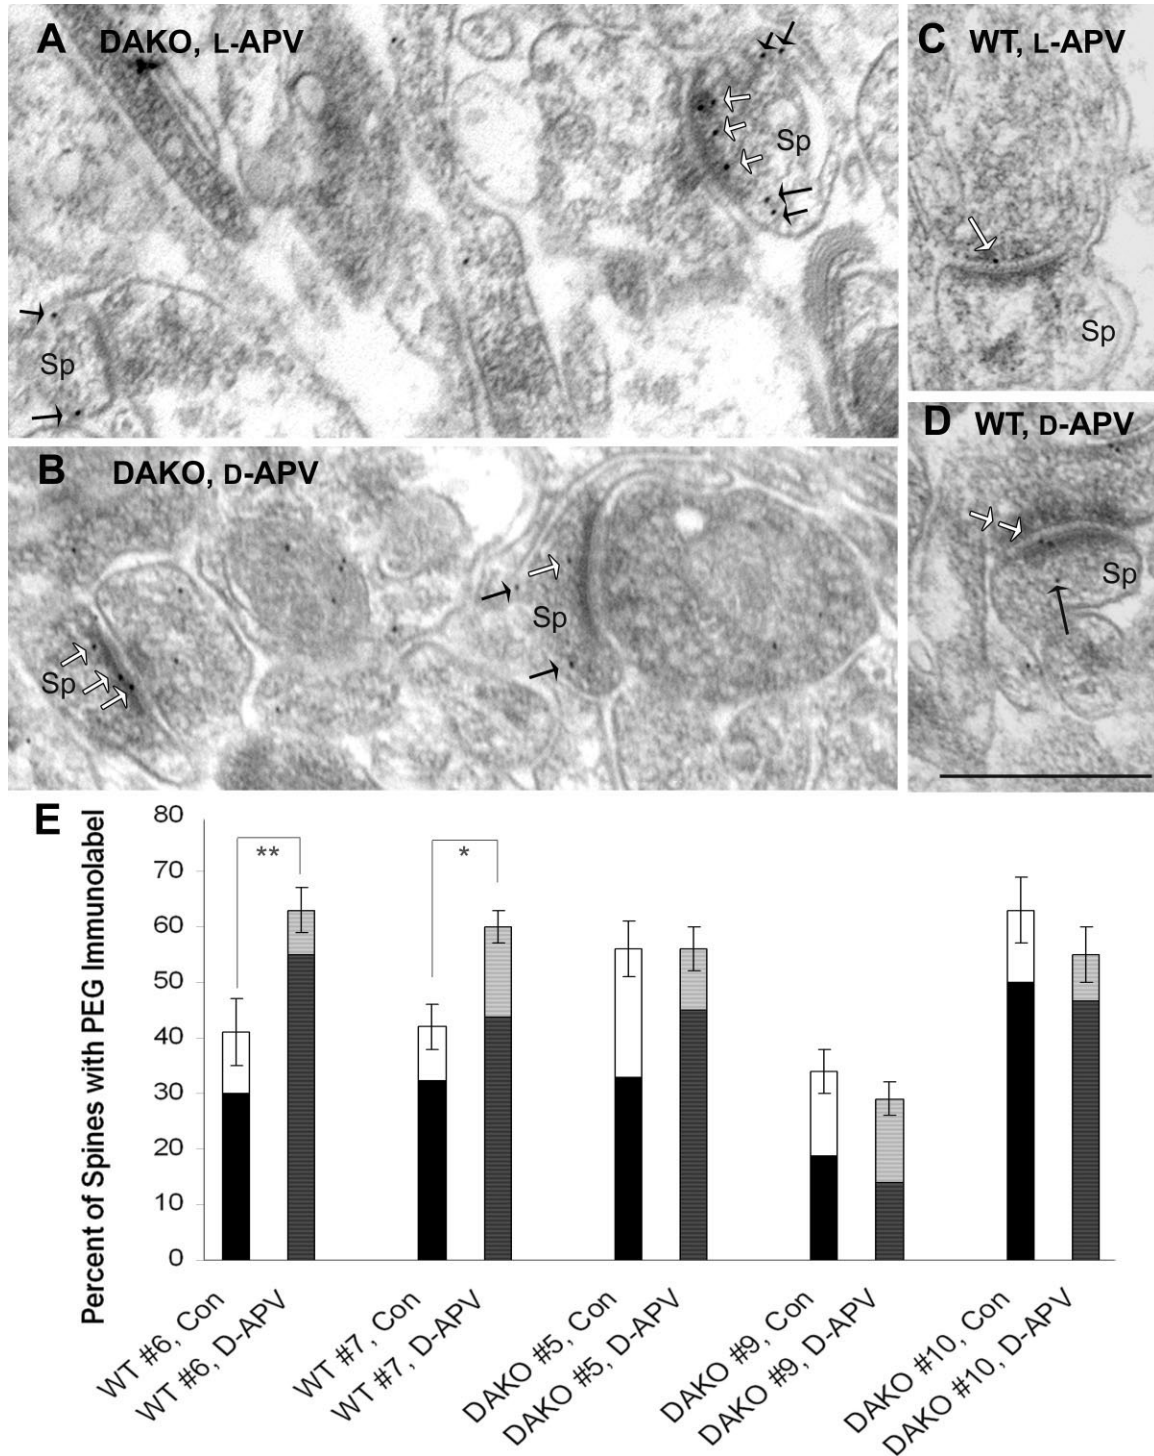 A DAKO, L-APV
Sp
Sp
C WT, L-APV
Sp
B DAKO, D-APV
Sp
Sp
D WT, D-APV
Sp
E
Percent of Spines with PEG Immunolabel
80
70
60
50
40
30
20
10
0
**
*
WT #6, Con
WT #6, D-APV
WT #7, Con
WT #7, D-APV
DAKO #5, Con
DAKO #5, D-APV
DAKO #9, Con
DAKO #9, D-APV
DAKO #10, Con
DAKO #10, D-APV